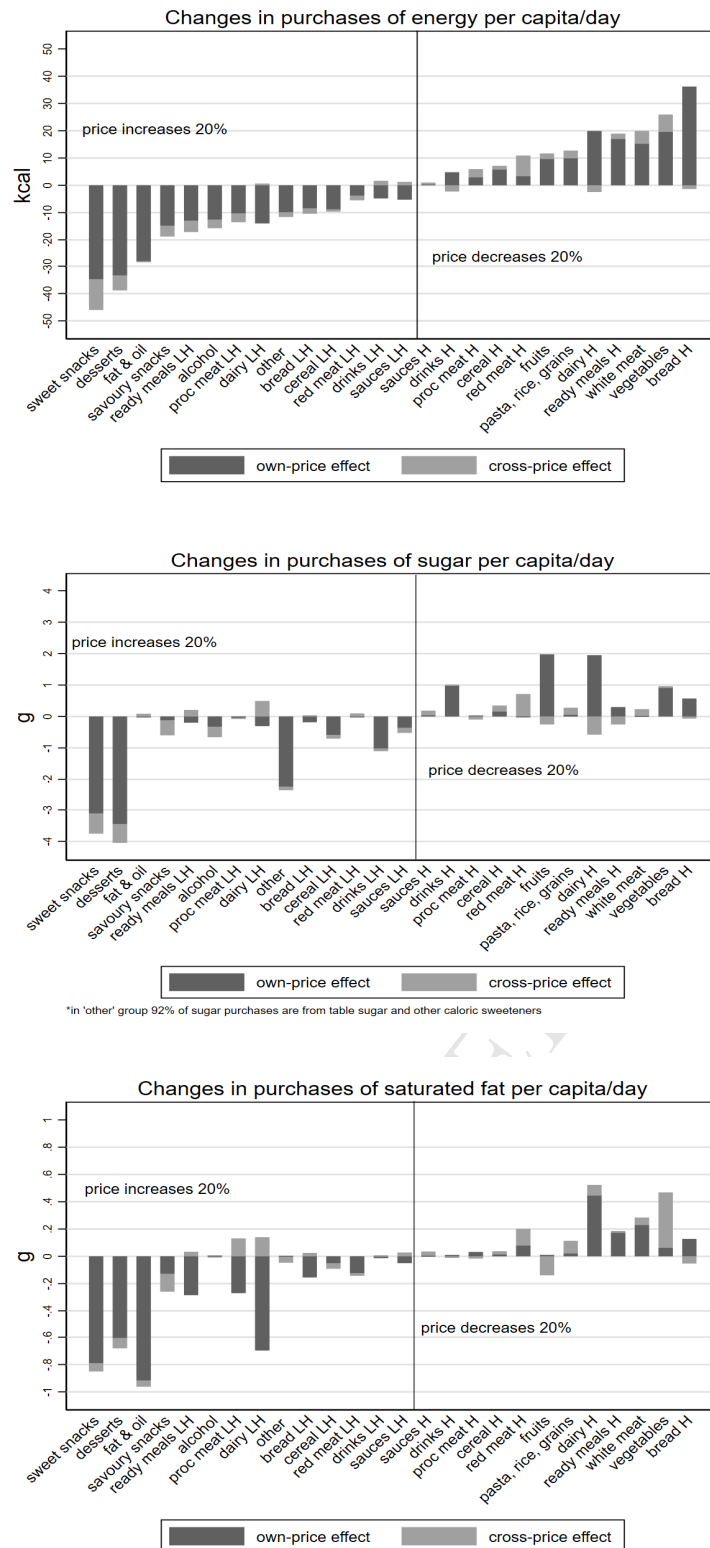 Changes in purchases of energy per capita/day
50
40
30
20
10
0
-10
-20
-30
-40
-50
kcal
price increases 20%
price decreases 20%
sweet snacks
desserts
fat & oil
savoury snacks
ready meals LH
alcohol
proc meat LH
dairy LH
other
bread LH
cereal LH
red meat LH
drinks LH
sauces LH
sauces H
drinks H
proc meat H
cereal H
red meat H
fruits
pasta, rice, grains
dairy H
ready meals H
white meat
vegetables
bread H
own-price effect cross-price effect
Changes in purchases of sugar per capita/day
4
3
2
1
0
-1
-2
-3
-4
g
price increases 20%
price decreases 20%
sweet snacks
desserts
fat & oil
savoury snacks
ready meals LH
alcohol
proc meat LH
dairy LH
other
bread LH
cereal LH
red meat LH
drinks LH
sauces LH
sauces H
drinks H
proc meat H
cereal H
red meat H
fruits
pasta, rice, grains
dairy H
ready meals H
white meat
vegetables
bread H
own-price effect cross-price effect
*in 'other' group 92% of sugar purchases are from table sugar and other caloric sweeteners
Changes in purchases of saturated fat per capita/day
1
.8
.6
.4
.2
0
-.2
-.4
-.6
-.8
-1
g
price increases 20%
price decreases 20%
sweet snacks
desserts
fat & oil
savoury snacks
ready meals LH
alcohol
proc meat LH
dairy LH
other
bread LH
cereal LH
red meat LH
drinks LH
sauces LH
sauces H
drinks H
proc meat H
cereal H
red meat H
fruits
pasta, rice, grains
dairy H
ready meals H
white meat
vegetables
bread H
own-price effect cross-price effect